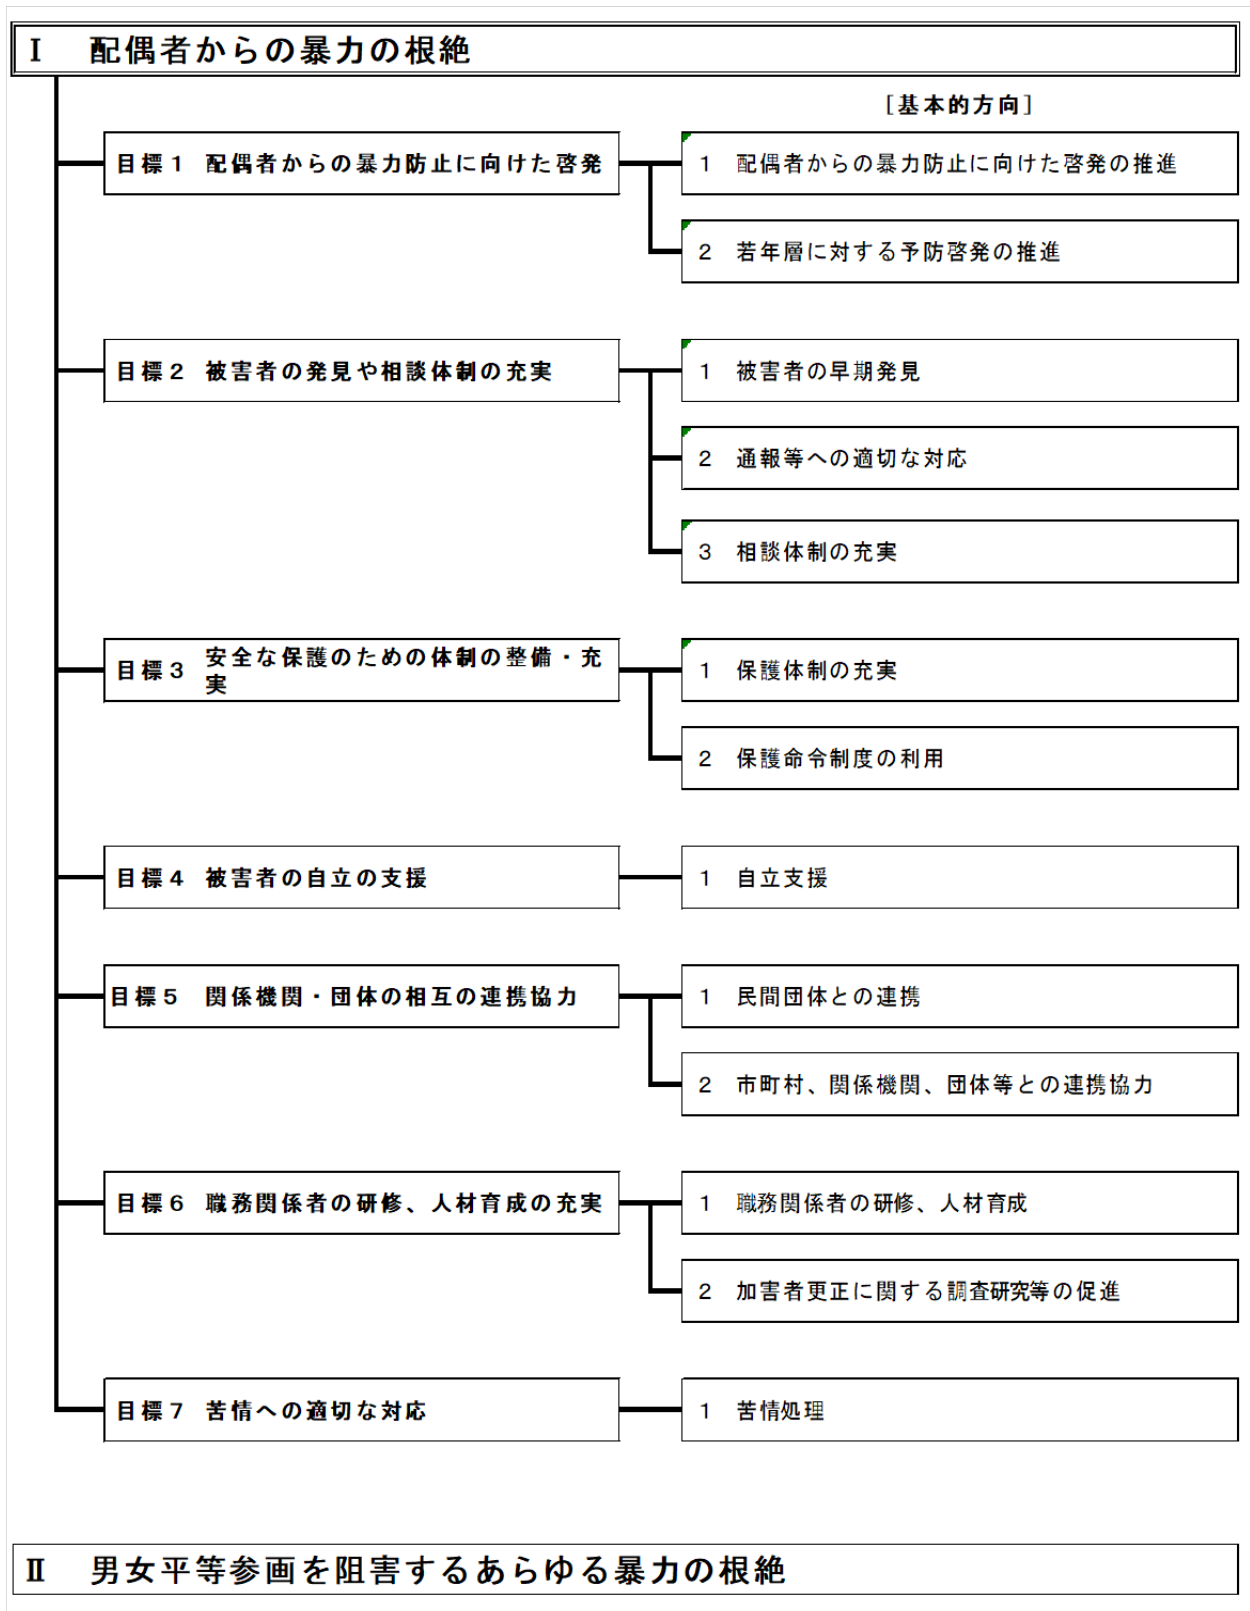 Ⅰ 配偶者からの暴力の根絶
[基本的方向]
目標1 配偶者からの暴力防止に向けた啓発
1 配偶者からの暴力防止に向けた啓発の推進
2 若年層に対する予防啓発の推進
目標2 被害者の発見や相談体制の充実
1 被害者の早期発見
2 通報等への適切な対応
3 相談体制の充実
目標3 安全な保護のための体制の整備・充
実
1 保護体制の充実
2 保護命令制度の利用
目標4 被害者の自立の支援
1 自立支援
目標5 関係機関・団体の相互の連携協力
1 民間団体との連携
2 市町村、関係機関、団体等との連携協力
目標6 職務関係者の研修、人材育成の充実
1 職務関係者の研修、人材育成
2 加害者更正に関する調査研究等の促進
目標7 苦情への適切な対応
1 苦情処理
Ⅱ 男女平等参画を阻害するあらゆる暴力の根絶